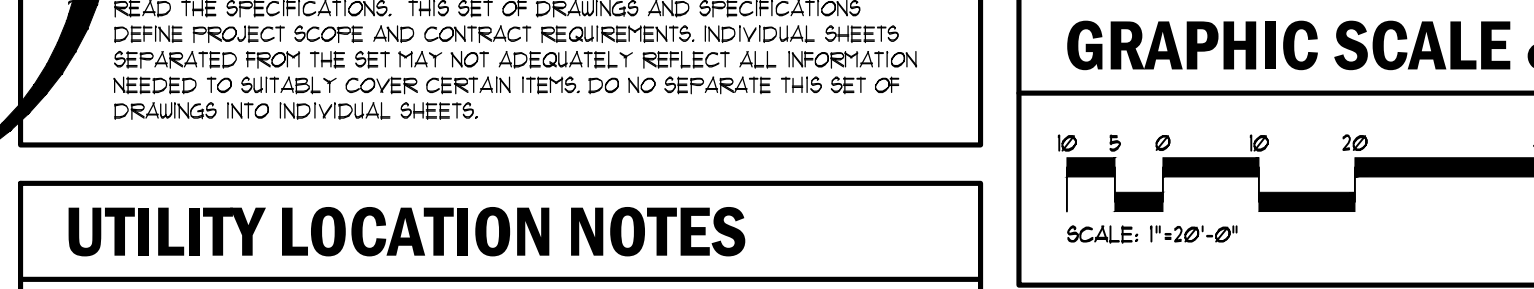 READ THE SPECIFICATIONS. THIS SET OF DRAWINGS AND SPECIFICATIONS
DEFINE PROJECT SCOPE AND CONTRACT REQUIREMENTS. INDIVIDUAL SHEETS
SEPARATED FROM THE SET MAY NOT ADEQUATELY REFLECT ALL INFORMATION
NEEDED TO SUITABLY COVER CERTAIN ITEMS. DO NO SEPARATE THIS SET OF
DRAWINGS INTO INDIVIDUAL SHEETS.
UTILITY LOCATION NOTES
GRAPHIC SCALE &
10 5 0 10 20
SCALE: 1"=20'-0"